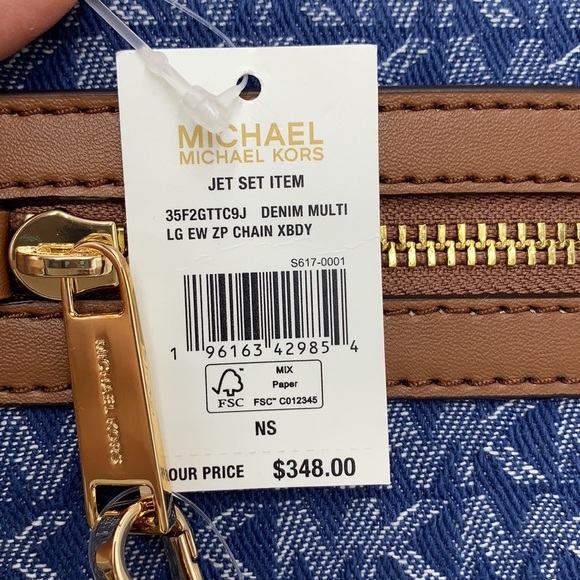 MICHAEL
MICHAEL KORS
JET SET ITEM
35F2GTTC9J DENIM MULTI
LG EW ZP CHAIN XBDY
S617-0001
1 96163 42985 4
FSC
MIX
Paper
FSC™ C012345
NS
OUR PRICE $348.00
MICHAEL KORS